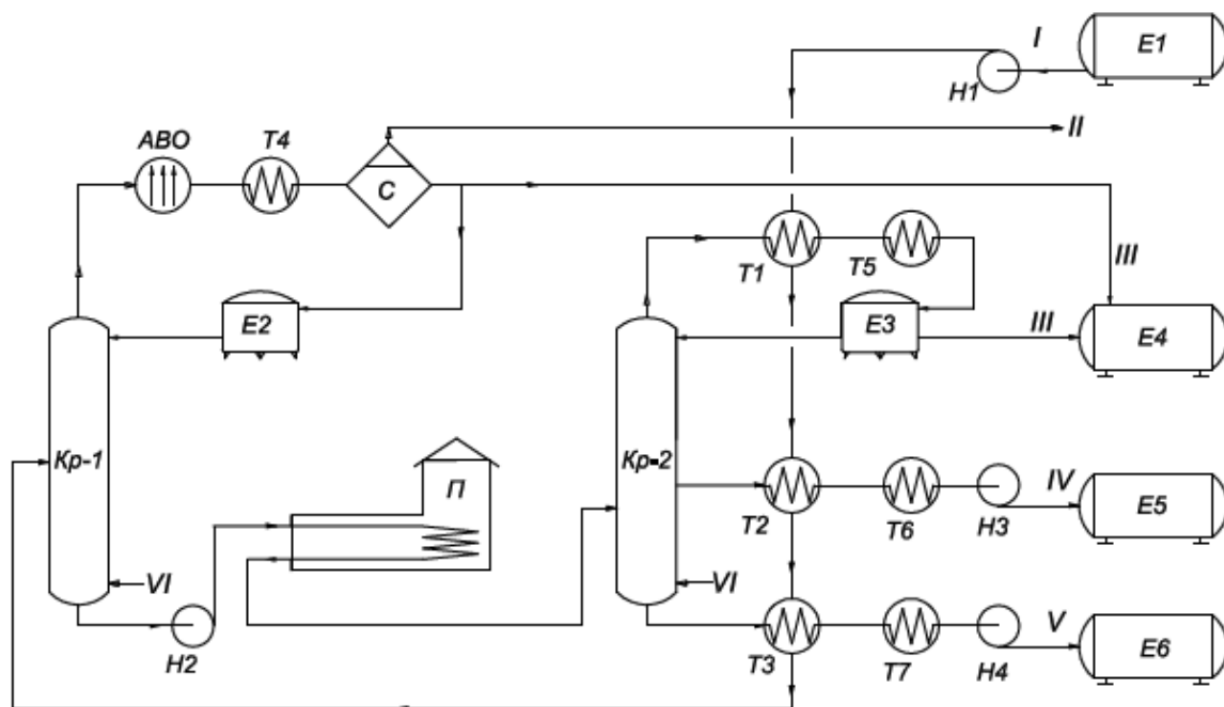 I
E1
H1
ABO
T4
II
C
T1
T5
III
E2
E3
III
E4
Кр-1
П
Кр-2
T2
T6
H3
IV
E5
VI
VI
H2
T3
T7
H4
V
E6